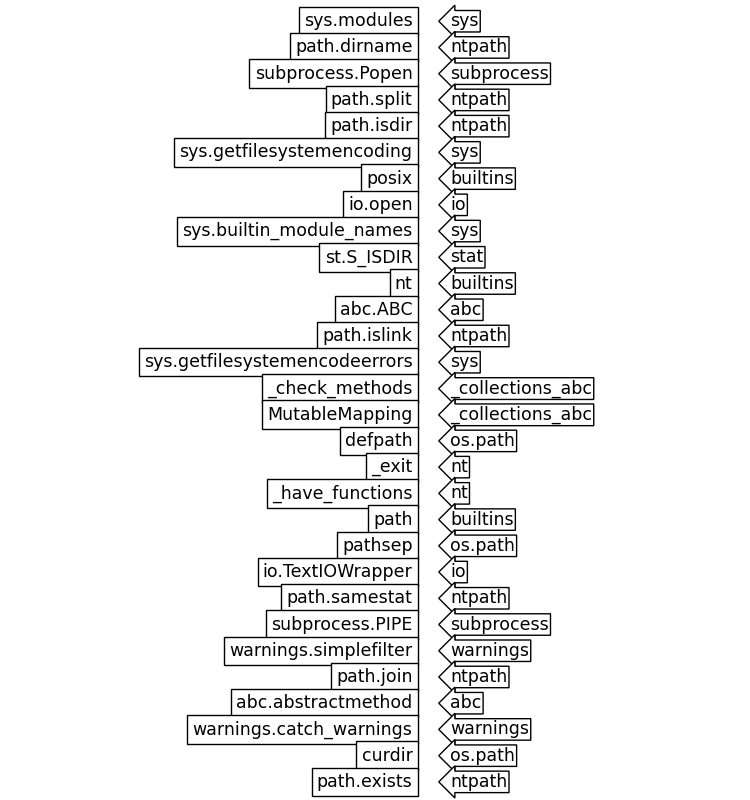 sys.modules sys
path.dirname ntpath
subprocess.Popen subprocess
path.split ntpath
path.isdir ntpath
sys.getfilesystemencoding sys
posix builtins
io.open io
sys.builtin_module_names sys
st.S_ISDIR stat
nt builtins
abc.ABC abc
path.islink ntpath
sys.getfilesystemencodeerrors sys
_check_methods _collections_abc
MutableMapping _collections_abc
defpath os.path
_exit nt
_have_functions nt
path builtins
pathsep os.path
io.TextIOWrapper io
path.samestat ntpath
subprocess.PIPE subprocess
warnings.simplefilter warnings
path.join ntpath
abc.abstractmethod abc
warnings.catch_warnings warnings
curdir os.path
path.exists ntpath